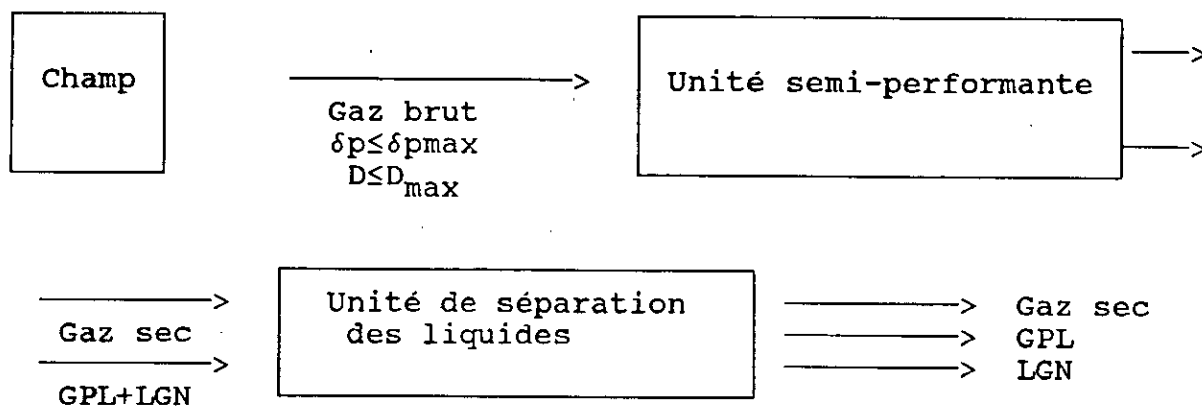 Champ
Gaz brut
δp≤δpmax
D≤Dmax
Unité semi-performante
Gaz sec
GPL+LGN
Unité de séparation
des liquides
Gaz sec
GPL
LGN